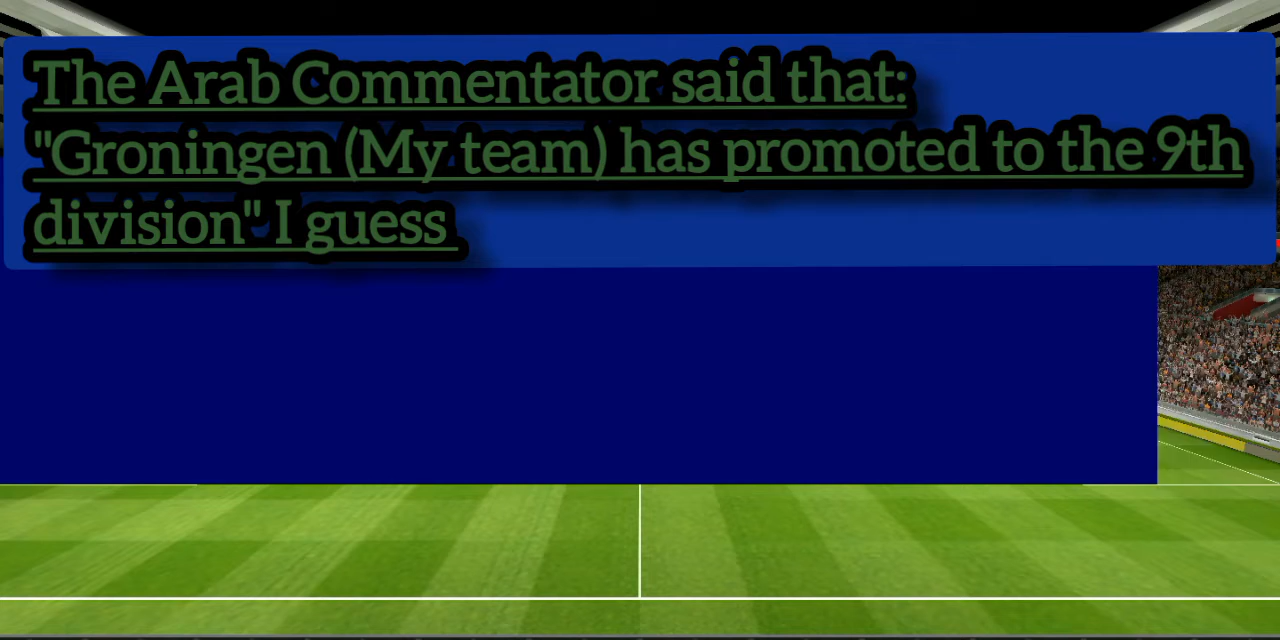 The Arab Commentator said that:
"Groningen (My team) has promoted to the 9th
division" I guess